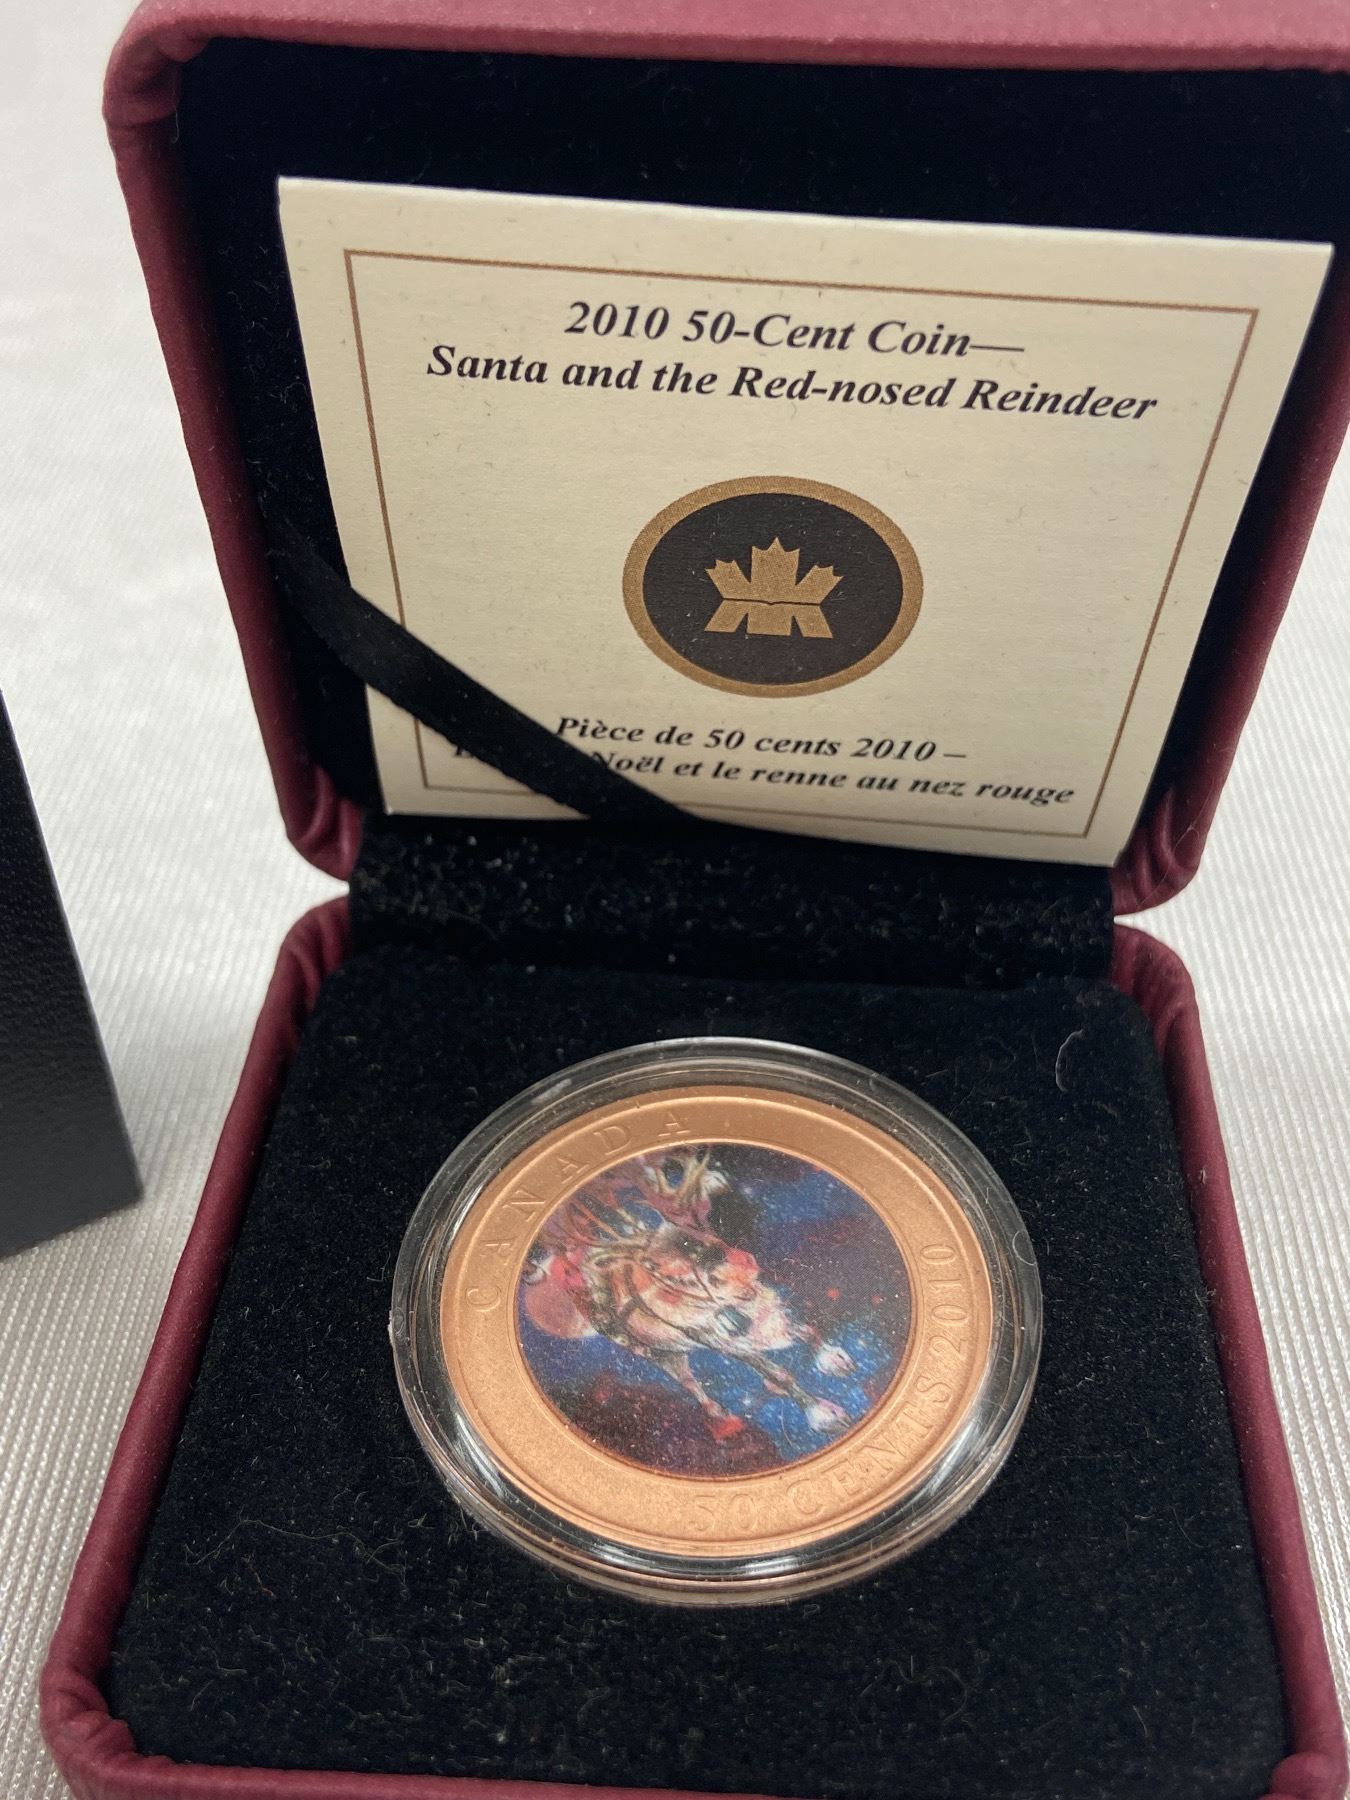 2010 50-Cent Coin—
Santa and the Red-nosed Reindeer
Pièce de 50 cents 2010 –
Noël et le renne au nez rouge
CANADA
50 CENTS 2010